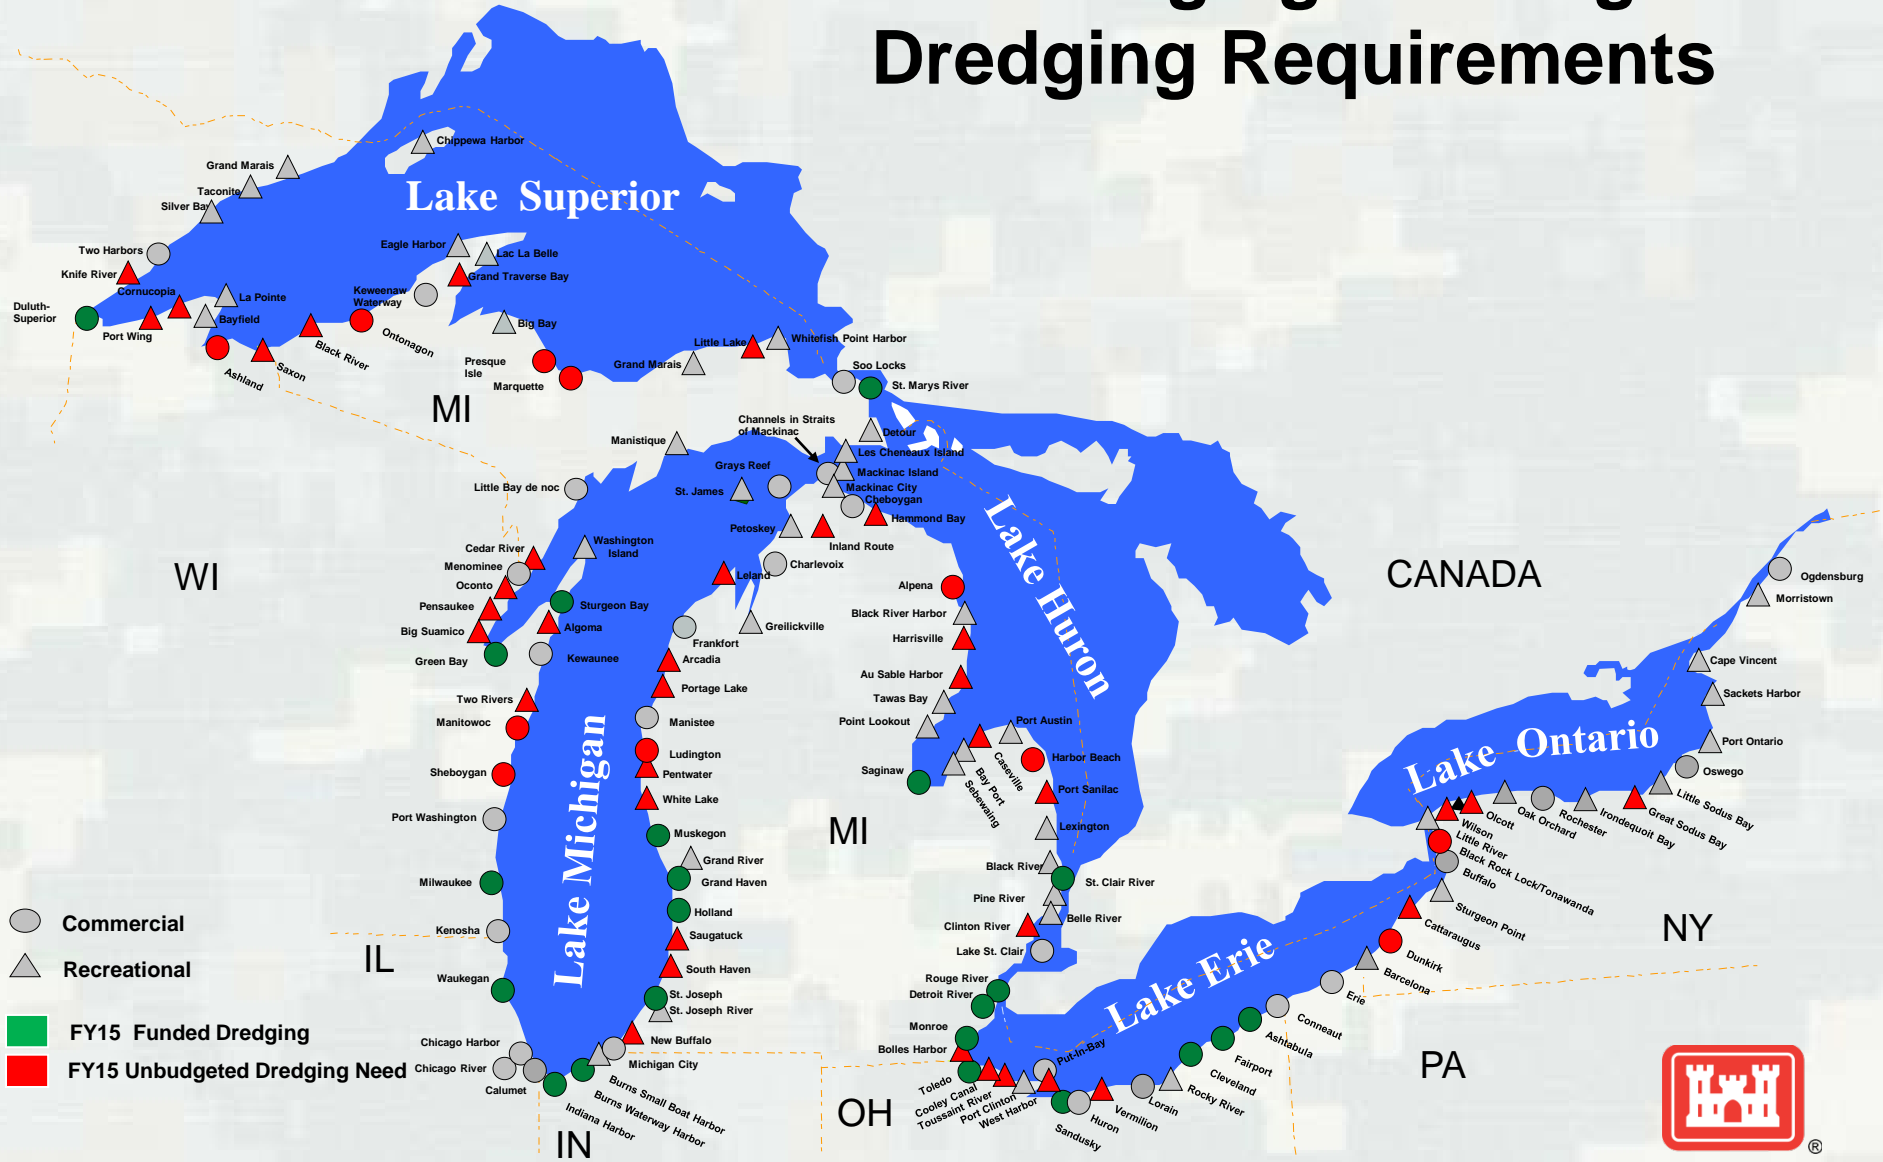 Dredging Requirements
Chippewa Harbor
Grand Marais
Taconite
Silver Bay
Lake Superior
Two Harbors
Knife River
Cornucopia
Duluth-
Superior
Port Wing
La Pointe
Bayfield
Ashland
Saxon
Black River
Ontonagon
Eagle Harbor
Lac La Belle
Grand Traverse Bay
Keweenaw
Waterway
Big Bay
Presque
Isle
Marquette
Grand Marais
Little Lake
Whitefish Point Harbor
Soo Locks
St. Marys River
MI
Channels in Straits
of Mackinac
Detour
Les Cheneaux Island
Mackinac Island
Mackinac City
Cheboygan
Hammond Bay
Manistique
Grays Reef
St. James
Little Bay de noc
Petoskey
Inland Route
Charlevoix
Leland
Greilickville
Washington
Island
Cedar River
Menominee
Oconto
Pensaukee
Big Suamico
Green Bay
Sturgeon Bay
Algoma
Kewaunee
WI
Frankfort
Arcadia
Portage Lake
Manistee
Ludington
Pentwater
White Lake
Muskegon
Grand River
Grand Haven
Holland
Saugatuck
South Haven
St. Joseph
St. Joseph River
New Buffalo
Michigan City
Burns Small Boat Harbor
Burns Waterway Harbor
Indiana Harbor
Two Rivers
Manitowoc
Sheboygan
Port Washington
Milwaukee
Kenosha
Waukegan
Chicago Harbor
Chicago River
Calumet
Lake Michigan
IL
IN
Lake Huron
Alpena
Black River Harbor
Harrisville
Au Sable Harbor
Tawas Bay
Point Lookout
Saginaw
Sebewaing
Bay Port
Caseville
Port Austin
Harbor Beach
Port Sanilac
Lexington
MI
Black River
St. Clair River
Pine River
Belle River
Clinton River
Lake St. Clair
Rouge River
Detroit River
Monroe
Bolles Harbor
Toledo
Cooley Canal
Toussaint River
Port Clinton
West Harbor
Put-In-Bay
Sandusky
Huron
Vermilion
Lorain
Rocky River
Cleveland
Fairport
Ashtabula
Conneaut
Erie
Barcelona
Dunkirk
Cattaraugus
Sturgeon Point
Buffalo
Black Rock Lock/Tonawanda
Little River
Wilson
Olcott
Oak Orchard
Rochester
Irondequoit Bay
Great Sodus Bay
Little Sodus Bay
Oswego
Port Ontario
Sackets Harbor
Cape Vincent
Morristown
Ogdensburg
Lake Erie
Lake Ontario
CANADA
NY
PA
OH
Commercial
Recreational
FY15 Funded Dredging
FY15 Unbudgeted Dredging Need
®